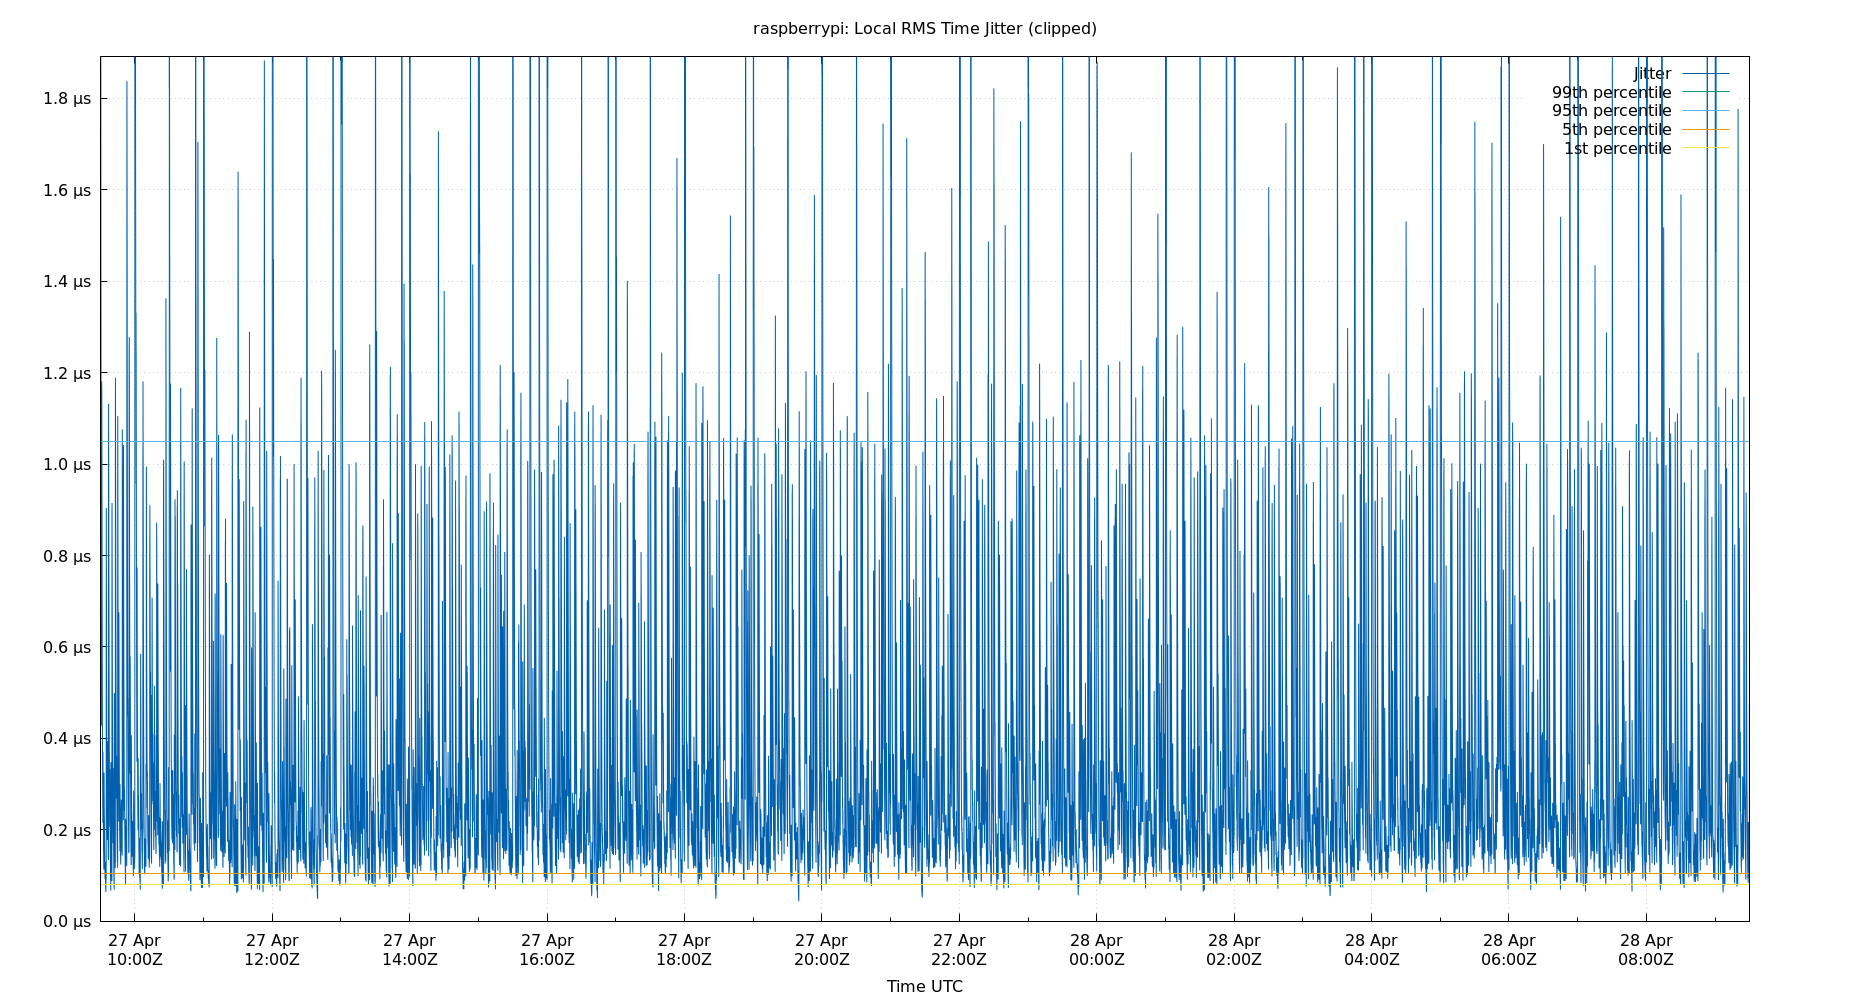 raspberrypi: Local RMS Time Jitter (clipped)
Jitter
99th percentile
95th percentile
5th percentile
1st percentile
1.8 µs
1.6 µs
1.4 µs
1.2 µs
1.0 µs
0.8 µs
0.6 µs
0.4 µs
0.2 µs
0.0 µs
27 Apr 27 Apr 27 Apr 27 Apr 27 Apr 27 Apr 27 Apr 28 Apr 28 Apr 28 Apr 28 Apr 28 Apr
10:00Z 12:00Z 14:00Z 16:00Z 18:00Z 20:00Z 22:00Z 00:00Z 02:00Z 04:00Z 06:00Z 08:00Z
Time UTC